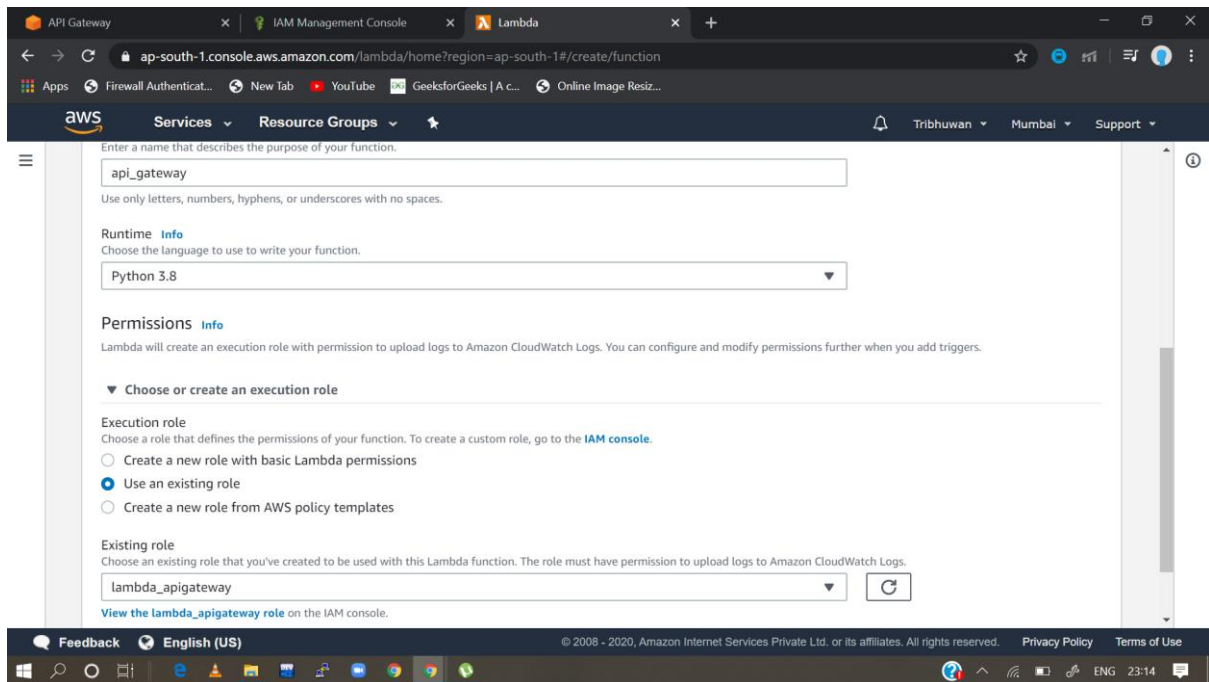 API Gateway
IAM Management Console
Lambda
ap-south-1.console.aws.amazon.com/lambda/home?region=ap-south-1#/create/function
Apps Firewall Authenticat... New Tab YouTube GeeksforGeeks | A c... Online Image Resiz...
aws Services Resource Groups Tribhuwan Mumbai Support
Enter a name that describes the purpose of your function.
api_gateway
Use only letters, numbers, hyphens, or underscores with no spaces.
Runtime Info
Choose the language to use to write your function.
Python 3.8
Permissions Info
Lambda will create an execution role with permission to upload logs to Amazon CloudWatch Logs. You can configure and modify permissions further when you add triggers.
Choose or create an execution role
Execution role
Choose a role that defines the permissions of your function. To create a custom role, go to the IAM console.
Create a new role with basic Lambda permissions
Use an existing role
Create a new role from AWS policy templates
Existing role
Choose an existing role that you've created to be used with this Lambda function. The role must have permission to upload logs to Amazon CloudWatch Logs.
lambda_apigateway
View the lambda_apigateway role on the IAM console.
Feedback English (US) © 2008 - 2020, Amazon Internet Services Private Ltd. or its affiliates. All rights reserved. Privacy Policy Terms of Use
ENG 23:14